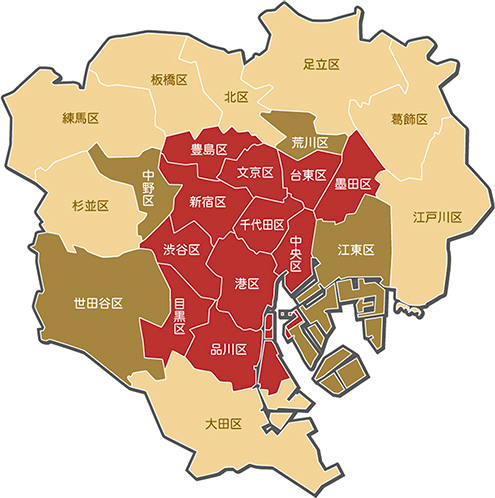 足立区
板橋区
北区
葛飾区
練馬区
荒川区
豊島区
文京区
台東区
墨田区
中野区
杉並区
新宿区
千代田区
江戸川区
渋谷区
中央区
江東区
港区
世田谷区
目黒区
品川区
大田区